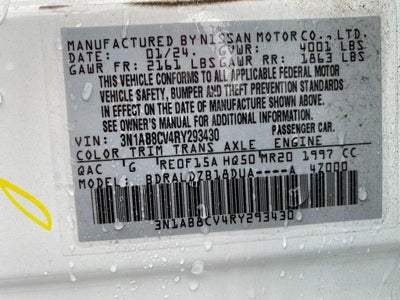 MANUFACTURED BY NISSAN MOTOR CO., LTD.
DATE: 01/24. GVWR: 4001 LBS
GAWR FR: 2161 LBS GAWR RR: 1863 LBS
THIS VEHICLE CONFORMS TO ALL APPLICABLE FEDERAL MOTOR
VEHICLE SAFETY, BUMPER AND THEFT PREVENTION STANDARDS
IN EFFECT ON THE DATE OF MANUFACTURE SHOWN ABOVE.
SEE OWNER'S MANUAL FOR ADDITIONAL INFORMATION
VIN: 3N1AB8CV4RY293430 PASSENGER CAR.
COLOR TRIM TRANS AXLE ENGINE
QAC G RE0F15A HQ50 MR20 1997 CC
MODEL: BDRALQZB1ADUA----A 47000
3N1AB8CV4RY293430